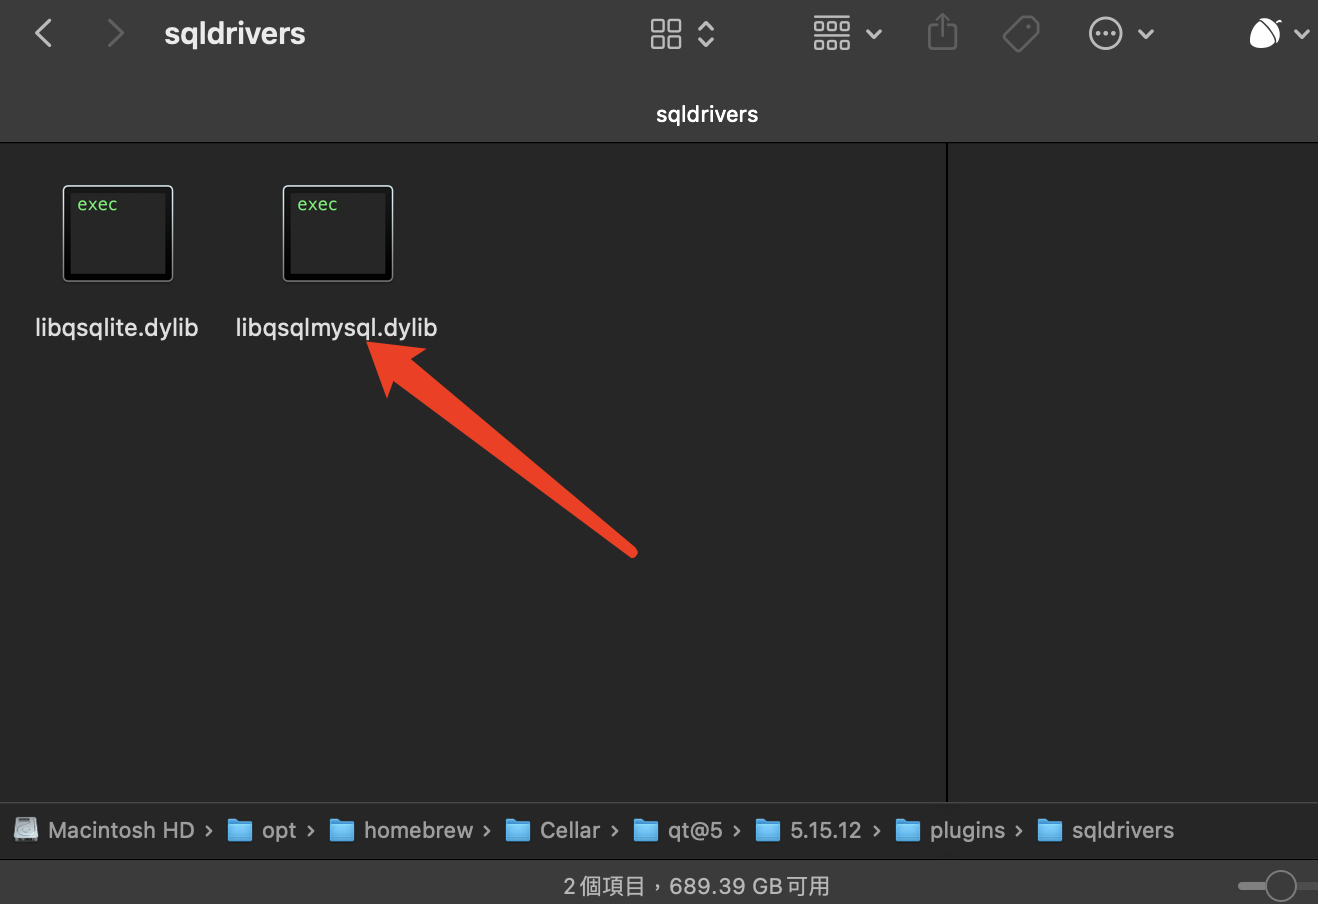 sqldrivers
sqldrivers
exec
exec
libqsqlite.dylib
libqsqlmysql.dylib
Macintosh HD › opt › homebrew › Cellar › qt@5 › 5.15.12 › plugins › sqldrivers
2 個項目，689.39 GB 可用